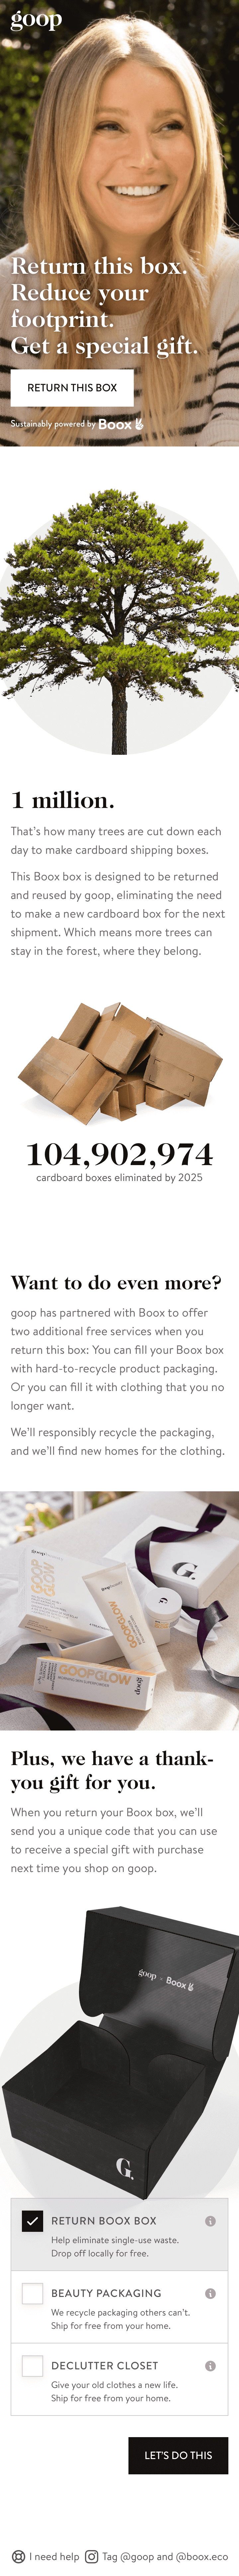 goop
Return this box.
Reduce your
footprint.
Get a special gift.
RETURN THIS BOX
Sustainably powered by Boox
1 million.
That's how many trees are cut down each
day to make cardboard shipping boxes.
This Boox box is designed to be returned
and reused by goop, eliminating the need
to make a new cardboard box for the next
shipment. Which means more trees can
stay in the forest, where they belong.
104,902,974
cardboard boxes eliminated by 2025
Want to do even more?
goop has partnered with Boox to offer
two additional free services when you
return this box: You can fill your Boox box
with hard-to-recycle product packaging.
Or you can fill it with clothing that you no
longer want.
We'll responsibly recycle the packaging,
and we'll find new homes for the clothing.
G.
GOOP
GLOW
GOOPGLOW
GOOPGLOW
goop
Plus, we have a thank-
you gift for you.
When you return your Boox box, we'll
send you a unique code that you can use
to receive a special gift with purchase
next time you shop on goop.
goop · Boox
G.
RETURN BOOX BOX
Help eliminate single-use waste.
Drop off locally for free.
BEAUTY PACKAGING
We recycle packaging others can't.
Ship for free from your home.
DECLUTTER CLOSET
Give your old clothes a new life.
Ship for free from your home.
LET'S DO THIS
I need help Tag @goop and @boox.eco